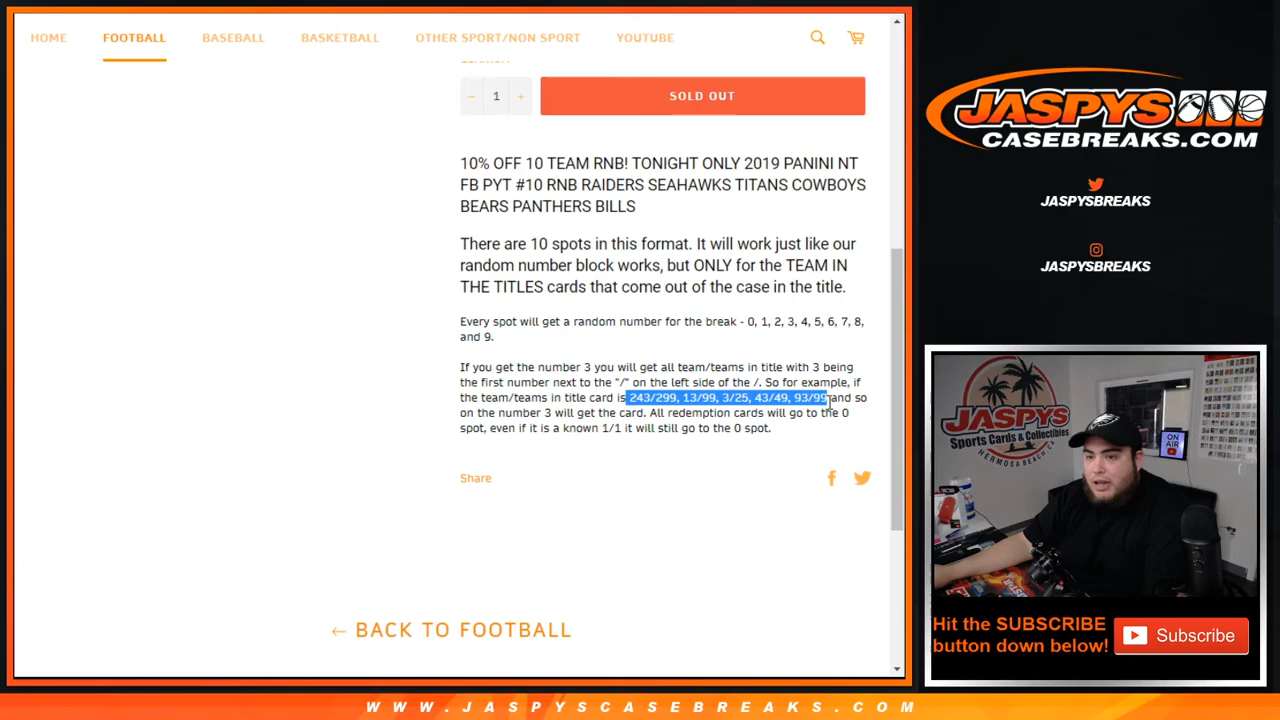 HOME FOOTBALL BASEBALL BASKETBALL OTHER SPORT/NON SPORT YOUTUBE
− 1 +
SOLD OUT
10% OFF 10 TEAM RNB! TONIGHT ONLY 2019 PANINI NT
FB PYT #10 RNB RAIDERS SEAHAWKS TITANS COWBOYS
BEARS PANTHERS BILLS
There are 10 spots in this format. It will work just like our
random number block works, but ONLY for the TEAM IN
THE TITLES cards that come out of the case in the title.
Every spot will get a random number for the break - 0, 1, 2, 3, 4, 5, 6, 7, 8,
and 9.
If you get the number 3 you will get all team/teams in title with 3 being
the first number next to the "/" on the left side of the /. So for example, if
the team/teams in title card is 243/299, 13/99, 3/25, 43/49, 93/99 and so
on the number 3 will get the card. All redemption cards will go to the 0
spot, even if it is a known 1/1 it will still go to the 0 spot.
Share
← BACK TO FOOTBALL
JASPYS
CASEBREAKS.COM
JASPYSBREAKS
JASPYSBREAKS
JASPYS
Sports Cards & Collectibles
HERMOSA BEACH CA
ON
AIR
Hit the SUBSCRIBE
button down below!
Subscribe
WWW.JASPYSCASEBREAKS.COM